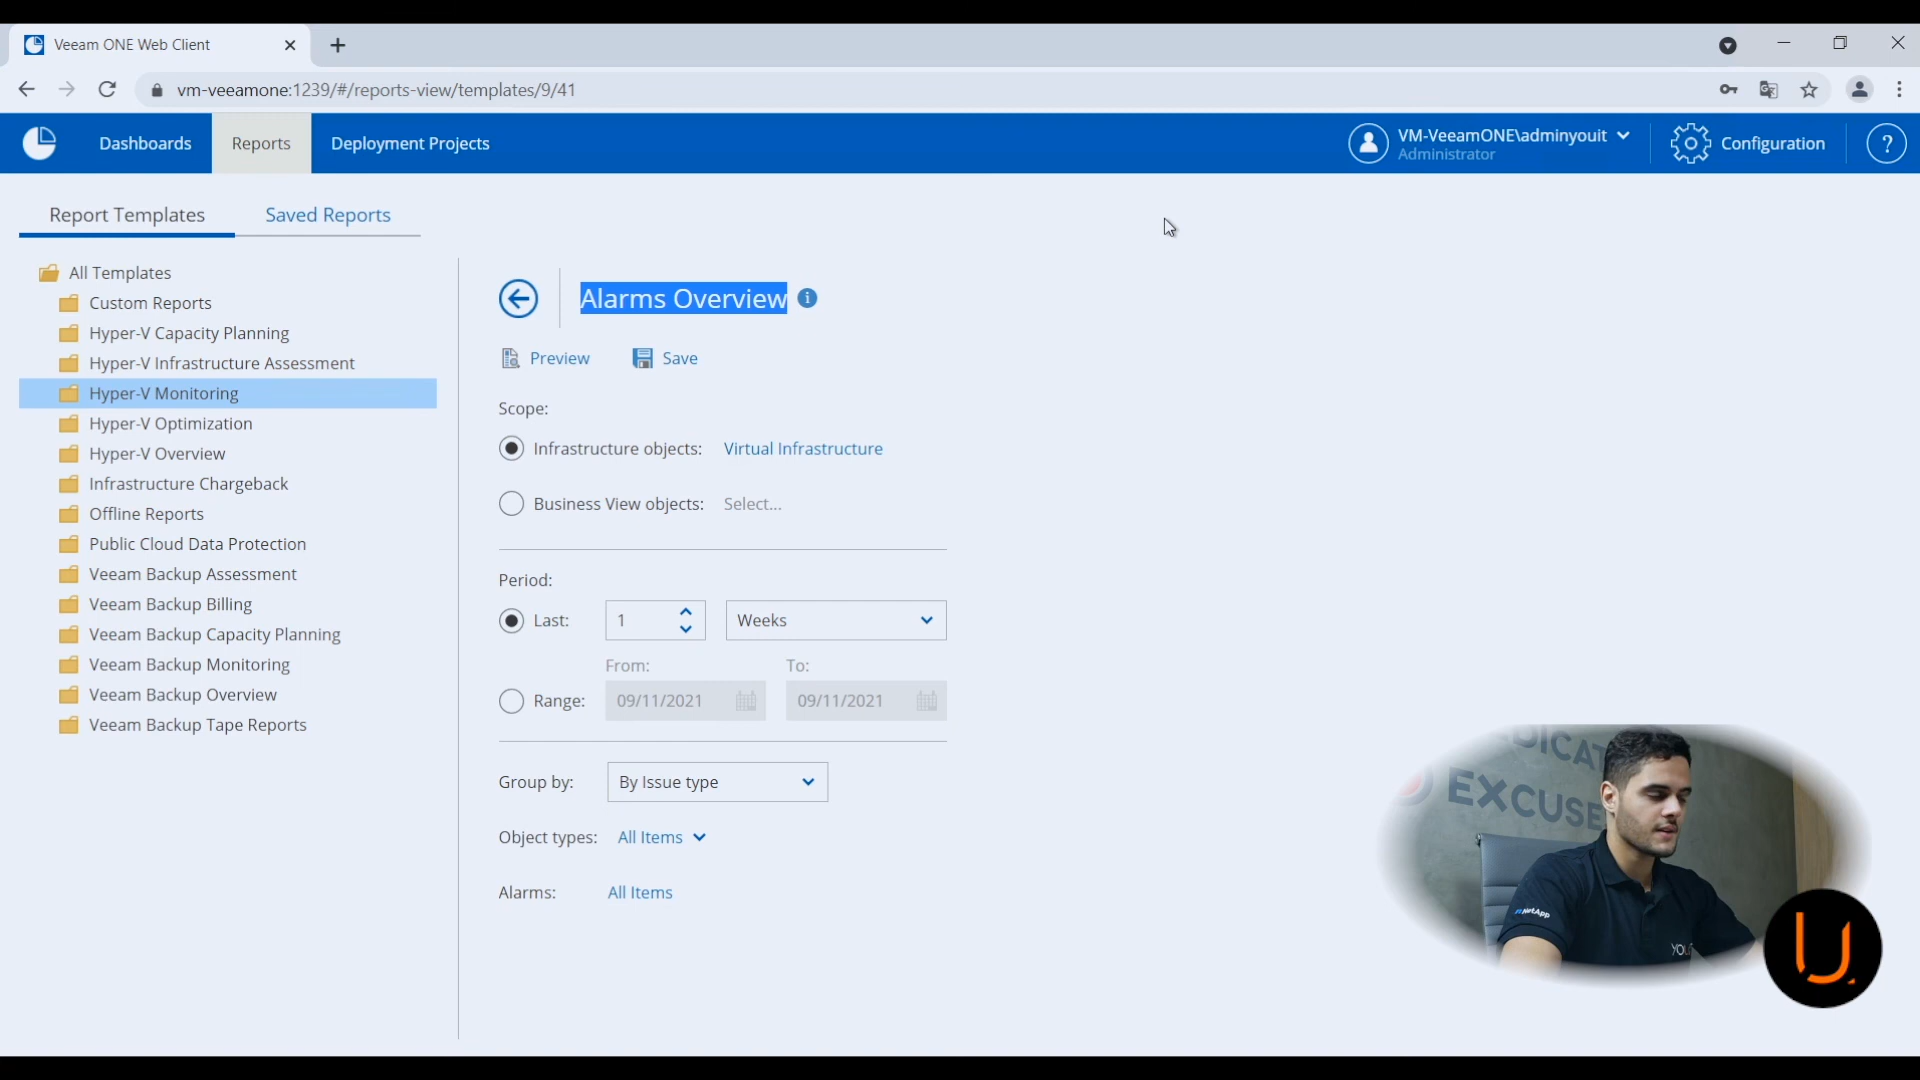 Veeam ONE Web Client
vm-veeamone:1239/#/reports-view/templates/9/41
Dashboards
Reports
Deployment Projects
VM-VeeamONE\adminyouit
Administrator
Configuration
?
Report Templates
Saved Reports
All Templates
Custom Reports
Hyper-V Capacity Planning
Hyper-V Infrastructure Assessment
Hyper-V Monitoring
Hyper-V Optimization
Hyper-V Overview
Infrastructure Chargeback
Offline Reports
Public Cloud Data Protection
Veeam Backup Assessment
Veeam Backup Billing
Veeam Backup Capacity Planning
Veeam Backup Monitoring
Veeam Backup Overview
Veeam Backup Tape Reports
Alarms Overview
Preview
Save
Scope:
Infrastructure objects: Virtual Infrastructure
Business View objects: Select...
Period:
Last: 1 Weeks
From: To:
Range: 09/11/2021 09/11/2021
Group by: By Issue type
Object types: All Items
Alarms: All Items
NetApp
U